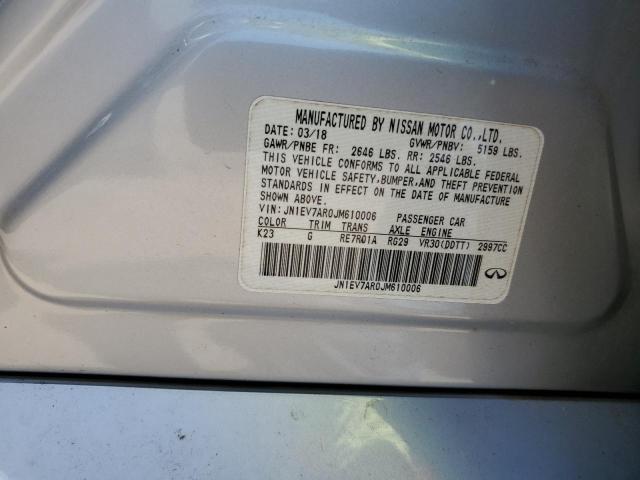 MANUFACTURED BY NISSAN MOTOR CO.,LTD.
DATE: 03/18 GVWR/PNBV: 5159 LBS.
GAWR/PNBE FR: 2646 LBS. RR: 2546 LBS.
THIS VEHICLE CONFORMS TO ALL APPLICABLE FEDERAL
MOTOR VEHICLE SAFETY,BUMPER,AND THEFT PREVENTION
STANDARDS IN EFFECT ON THE DATE OF MANUFACTURE
SHOWN ABOVE.
VIN: JN1EV7AR0JM610006 PASSENGER CAR
COLOR TRIM TRANS AXLE ENGINE
K23 G RE7R01A RG29 VR30(DDTT) 2997CC
JN1EV7AR0JM610006